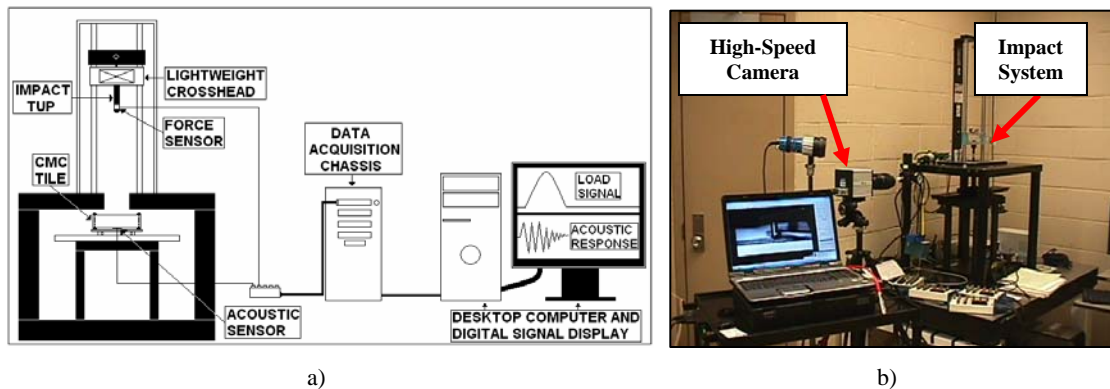 LIGHTWEIGHT
CROSSHEAD
IMPACT
TUP
FORCE
SENSOR
CMC
TILE
DATA
ACQUISITION
CHASSIS
LOAD
SIGNAL
ACOUSTIC
RESPONSE
ACOUSTIC
SENSOR
DESKTOP COMPUTER AND
DIGITAL SIGNAL DISPLAY
a)
High-Speed
Camera
Impact
System
b)